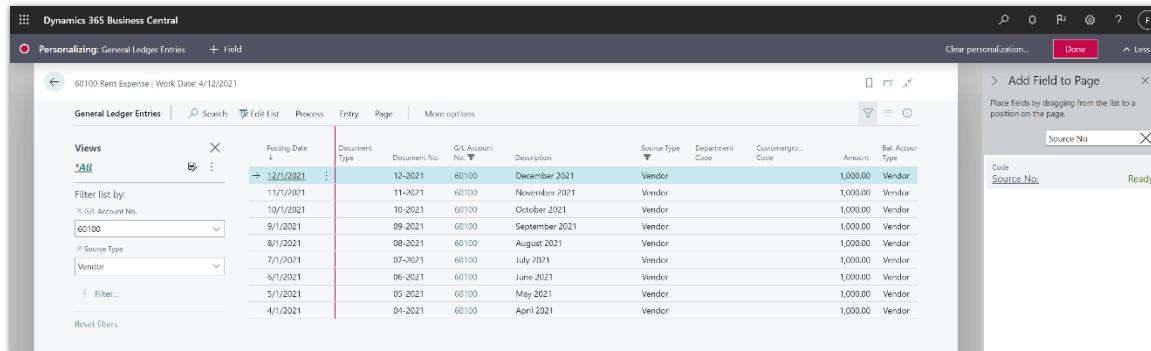 Dynamics 365 Business Central
Personalizing: General Ledger Entries + Field Clear personalization... Done Less
60100 Rent Expense | Work Date: 4/12/2021
General Ledger Entries Search Edit List Process Entry Page More options
Views
*All
Filter list by:
× G/L Account No.
60100
× Source Type
Vendor
+ Filter...
Reset filters
Posting Date ↓ Document Type Document No. G/L Account No. Description Source Type Department Code Customergro... Code Amount Bal. Accoun Type
→ 12/1/2021 12-2021 60100 December 2021 Vendor 1,000.00 Vendor
11/1/2021 11-2021 60100 November 2021 Vendor 1,000.00 Vendor
10/1/2021 10-2021 60100 October 2021 Vendor 1,000.00 Vendor
9/1/2021 09-2021 60100 September 2021 Vendor 1,000.00 Vendor
8/1/2021 08-2021 60100 August 2021 Vendor 1,000.00 Vendor
7/1/2021 07-2021 60100 July 2021 Vendor 1,000.00 Vendor
6/1/2021 06-2021 60100 June 2021 Vendor 1,000.00 Vendor
5/1/2021 05-2021 60100 May 2021 Vendor 1,000.00 Vendor
4/1/2021 04-2021 60100 April 2021 Vendor 1,000.00 Vendor
Add Field to Page
Place fields by dragging from the list to a
position on the page.
Source No
Code
Source No. Ready